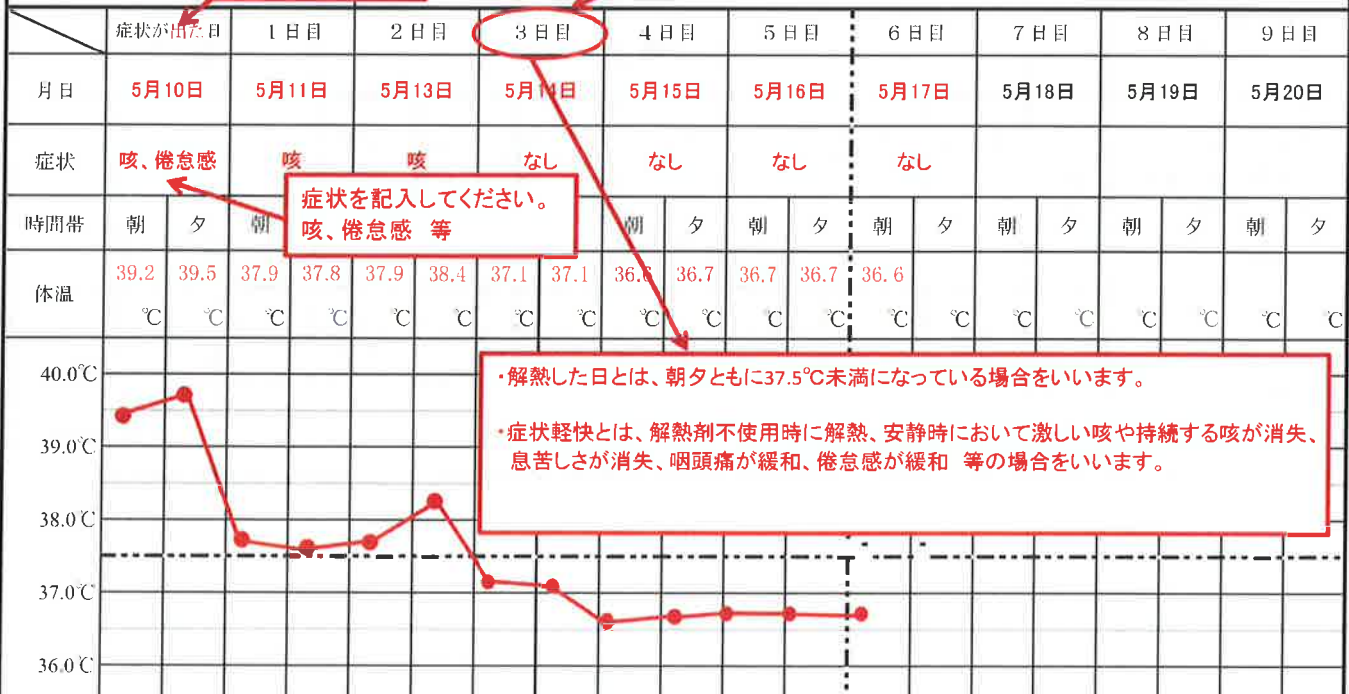 症状が出た日 1日目 2日目 3日目 4日目 5日目 6日目 7日目 8日目 9日目
月日 5月10日 5月11日 5月13日 5月14日 5月15日 5月16日 5月17日 5月18日 5月19日 5月20日
症状 咳、倦怠感 咳 咳 なし なし なし なし
症状を記入してください。
咳、倦怠感 等
時間帯 朝 夕 朝 朝 夕 朝 夕 朝 夕 朝 夕 朝 夕 朝 夕
体温 39.2 39.5 37.9 37.8 37.9 38.4 37.1 37.1 36.6 36.7 36.7 36.7 36.6
℃ ℃ ℃ ℃ ℃ ℃ ℃ ℃ ℃ ℃ ℃ ℃ ℃ ℃ ℃ ℃ ℃ ℃ ℃ ℃
・解熱した日とは、朝夕ともに37.5℃未満になっている場合をいいます。
・症状軽快とは、解熱剤不使用時に解熱、安静時において激しい咳や持続する咳が消失、
息苦しさが消失、咽頭痛が緩和、倦怠感が緩和 等の場合をいいます。
40.0℃
39.0℃
38.0℃
37.0℃
36.0℃